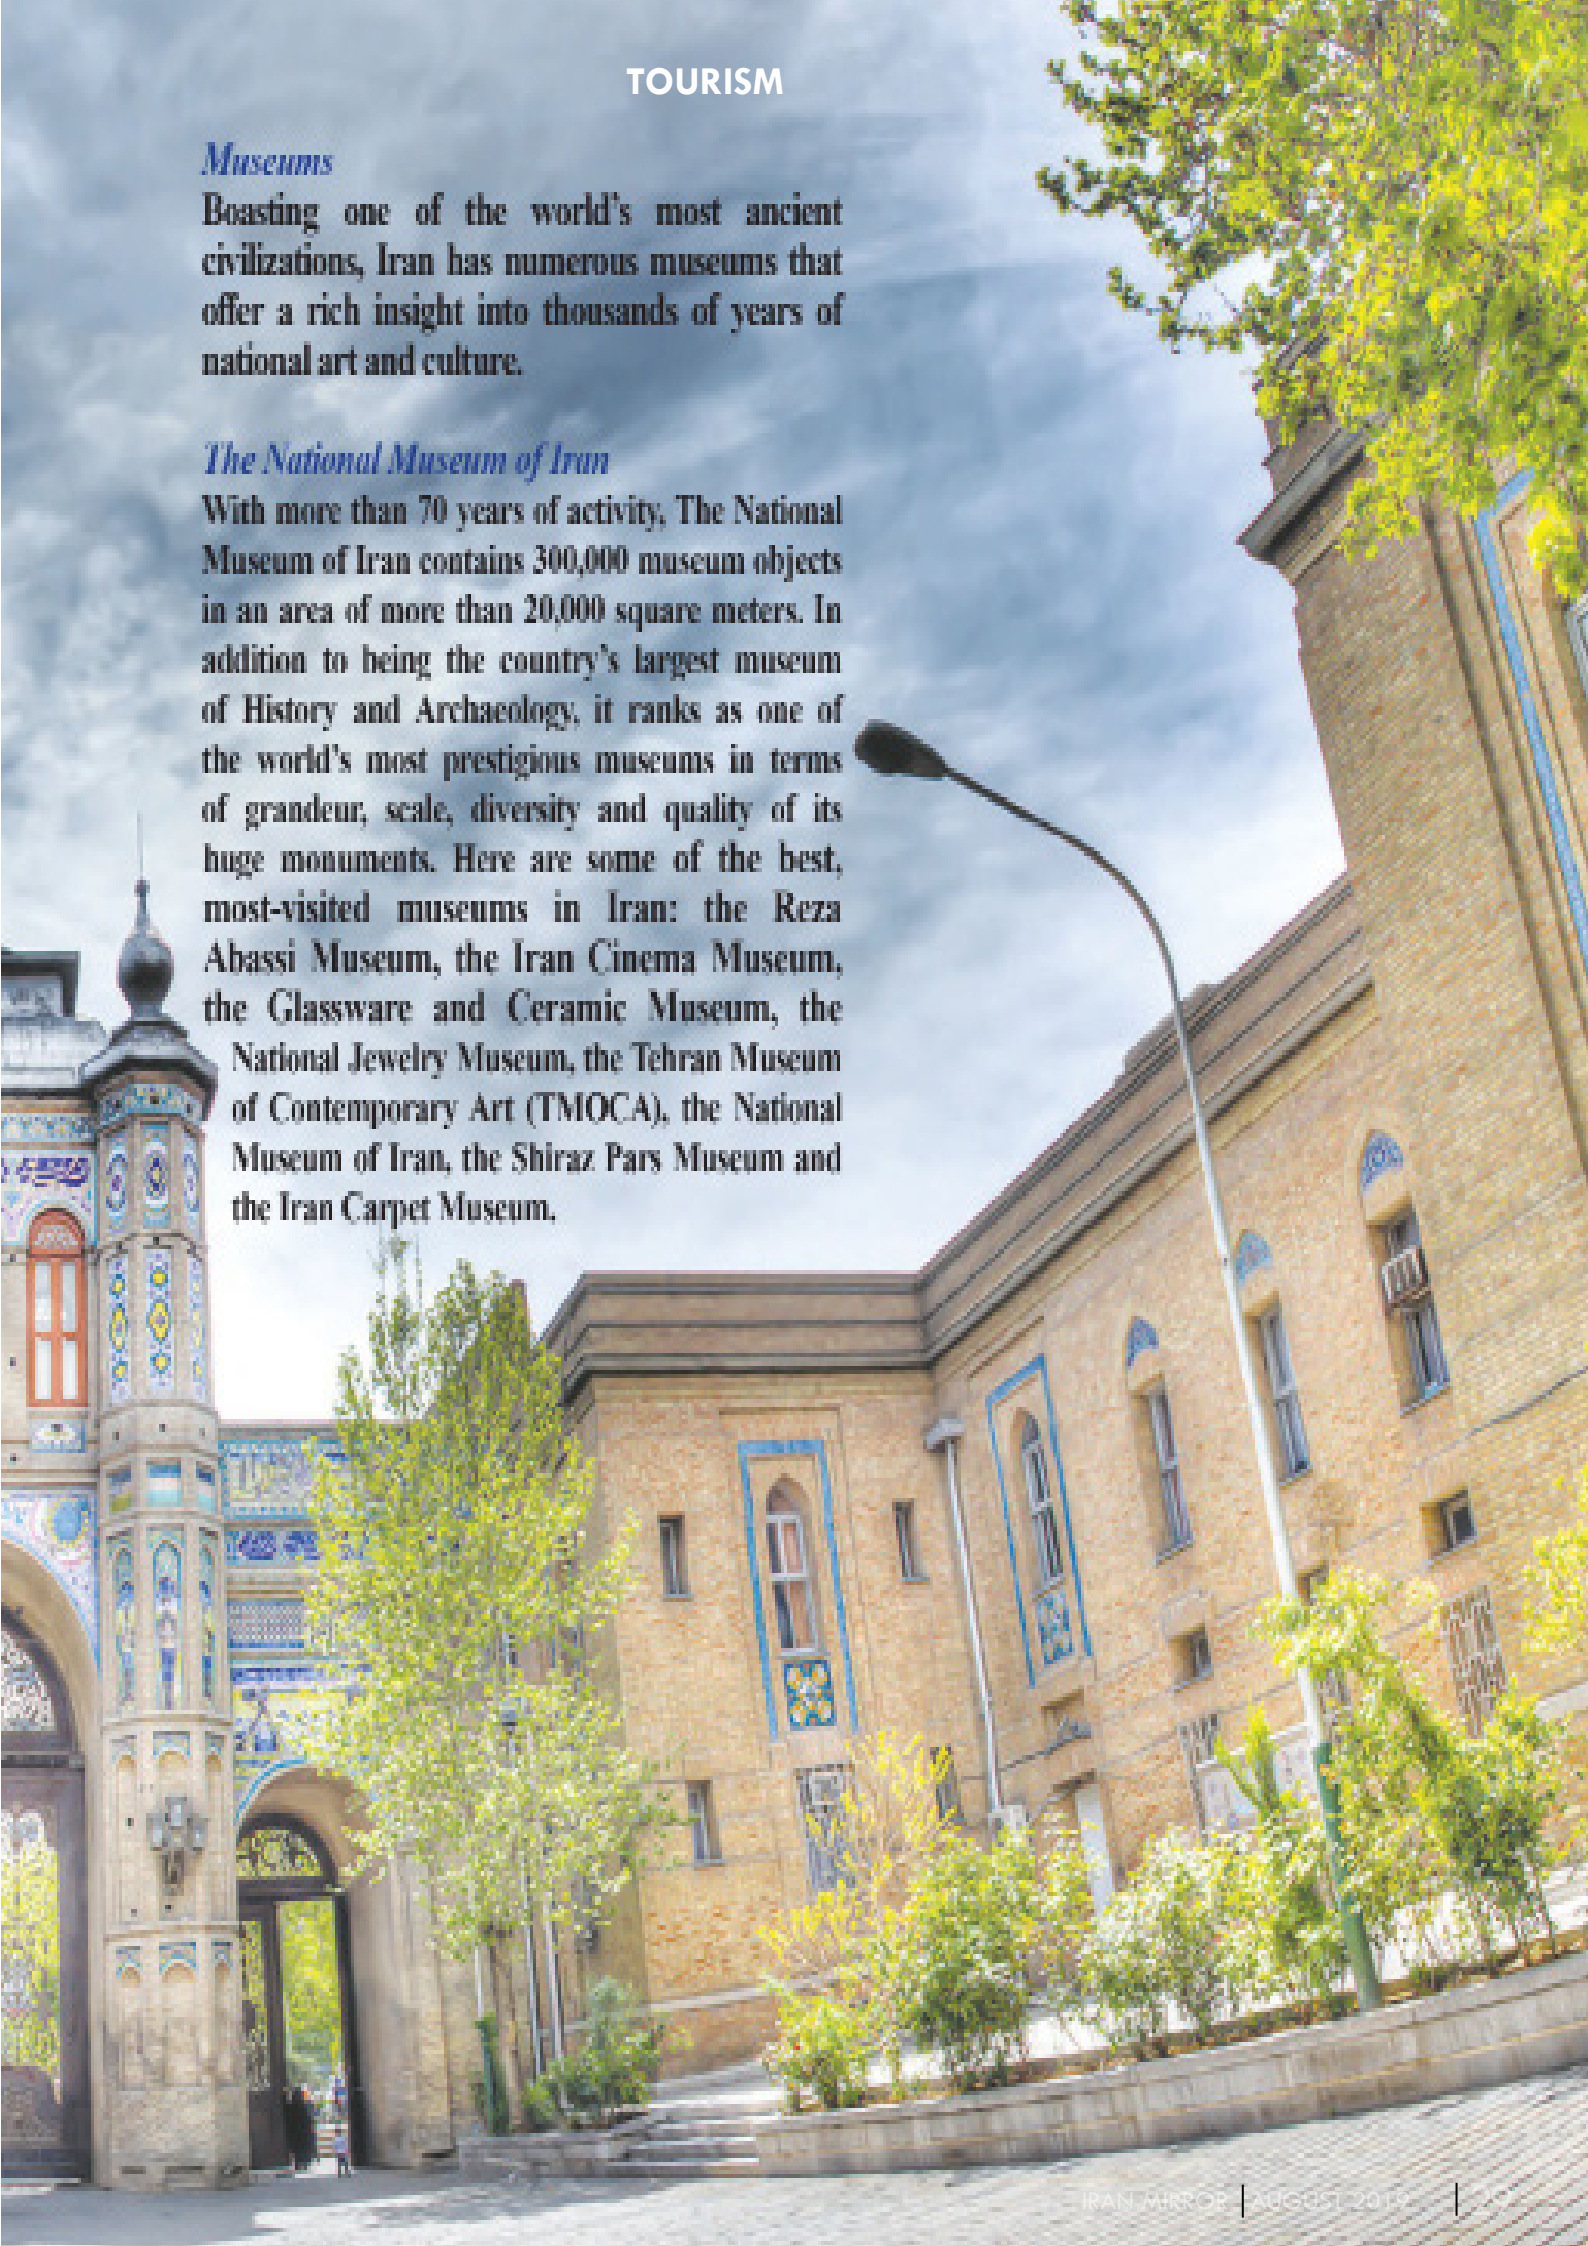 TOURISM
Museums
Boasting one of the world's most ancient
civilizations, Iran has numerous museums that
offer a rich insight into thousands of years of
national art and culture.
The National Museum of Iran
With more than 70 years of activity, The National
Museum of Iran contains 300,000 museum objects
in an area of more than 20,000 square meters. In
addition to being the country's largest museum
of History and Archaeology, it ranks as one of
the world's most prestigious museums in terms
of grandeur, scale, diversity and quality of its
huge monuments. Here are some of the best,
most-visited museums in Iran: the Reza
Abassi Museum, the Iran Cinema Museum,
the Glassware and Ceramic Museum, the
National Jewelry Museum, the Tehran Museum
of Contemporary Art (TMOCA), the National
Museum of Iran, the Shiraz Pars Museum and
the Iran Carpet Museum.
IRAN MIRROR | AUGUST 2019 |